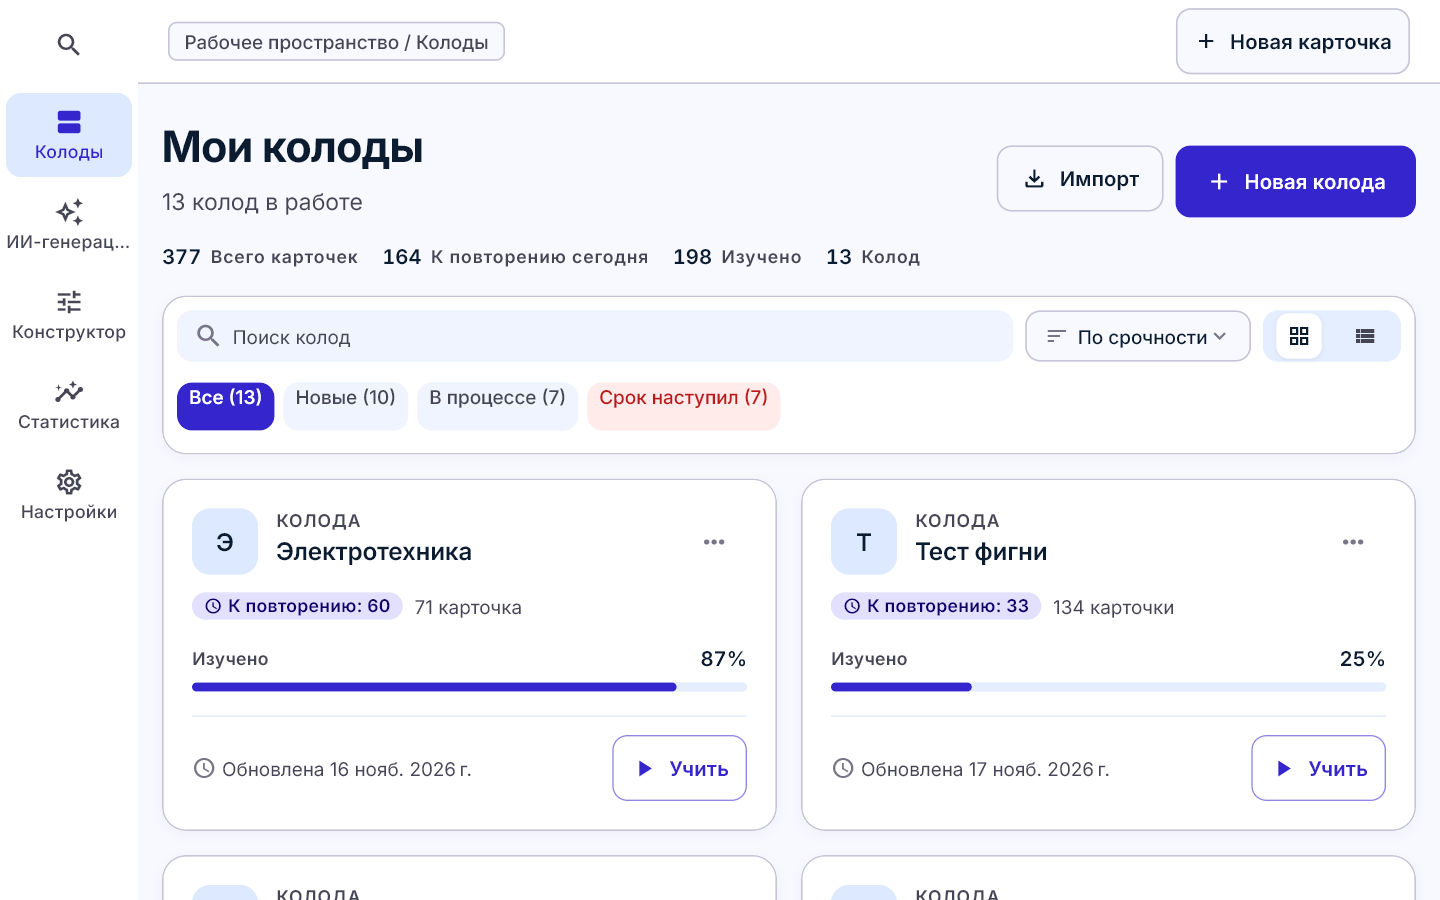 Рабочее пространство / Колоды
Новая карточка
Колоды
ИИ-генерац...
Конструктор
Статистика
Настройки
Мои колоды
13 колод в работе
Импорт
Новая колода
377 Всего карточек 164 К повторению сегодня 198 Изучено 13 Колод
Поиск колод
По срочности
Все (13) Новые (10) В процессе (7) Срок наступил (7)
Э
КОЛОДА
Электротехника
К повторению: 60 71 карточка
Изучено 87%
Обновлена 16 нояб. 2026 г.
Учить
Т
КОЛОДА
Тест фигни
К повторению: 33 134 карточки
Изучено 25%
Обновлена 17 нояб. 2026 г.
Учить
КОЛОДА
КОЛОДА